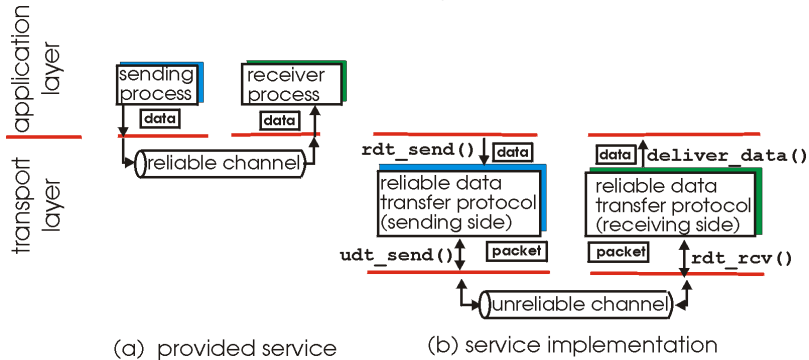 application
layer
transport
layer
sending
process
receiver
process
data
data
reliable channel
(a) provided service
rdt_send()
data
data
deliver_data()
reliable data
transfer protocol
(sending side)
reliable data
transfer protocol
(receiving side)
udt_send()
packet
packet
rdt_rcv()
unreliable channel
(b) service implementation